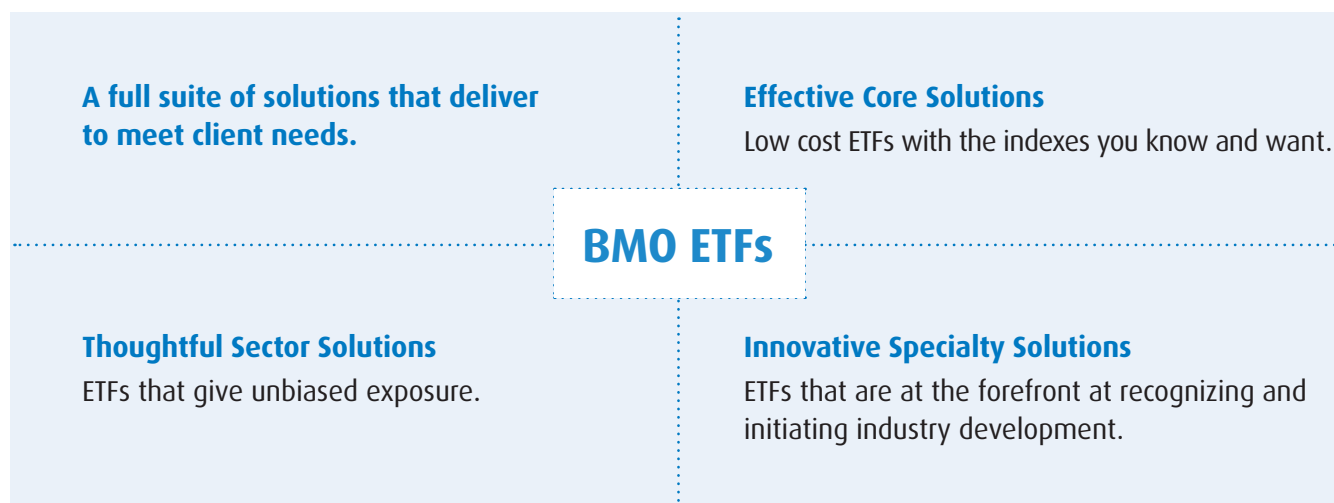 A full suite of solutions that deliver
to meet client needs.
Effective Core Solutions
Low cost ETFs with the indexes you know and want.
BMO ETFs
Thoughtful Sector Solutions
ETFs that give unbiased exposure.
Innovative Specialty Solutions
ETFs that are at the forefront at recognizing and
initiating industry development.